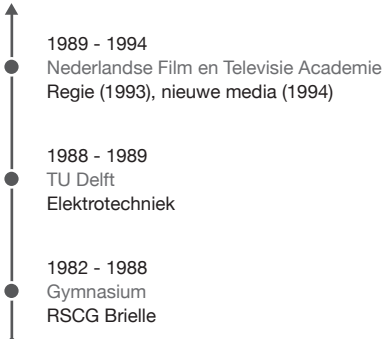 1989 - 1994
Nederlandse Film en Televisie Academie
Regie (1993), nieuwe media (1994)
1988 - 1989
TU Delft
Elektrotechniek
1982 - 1988
Gymnasium
RSCG Brielle